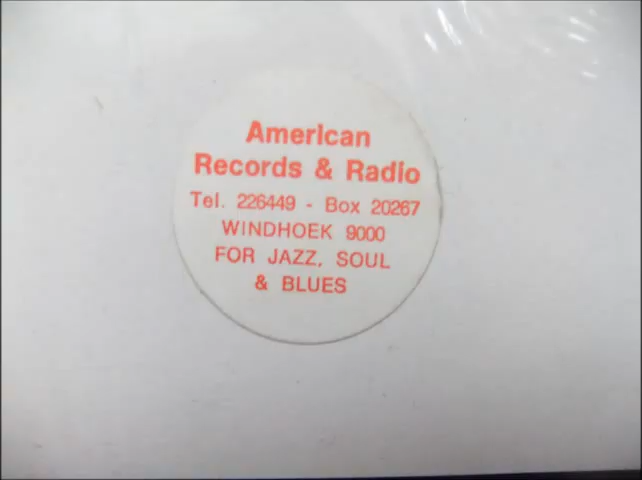 American
Records & Radio
Tel. 226449 - Box 20267
WINDHOEK 9000
FOR JAZZ, SOUL
& BLUES